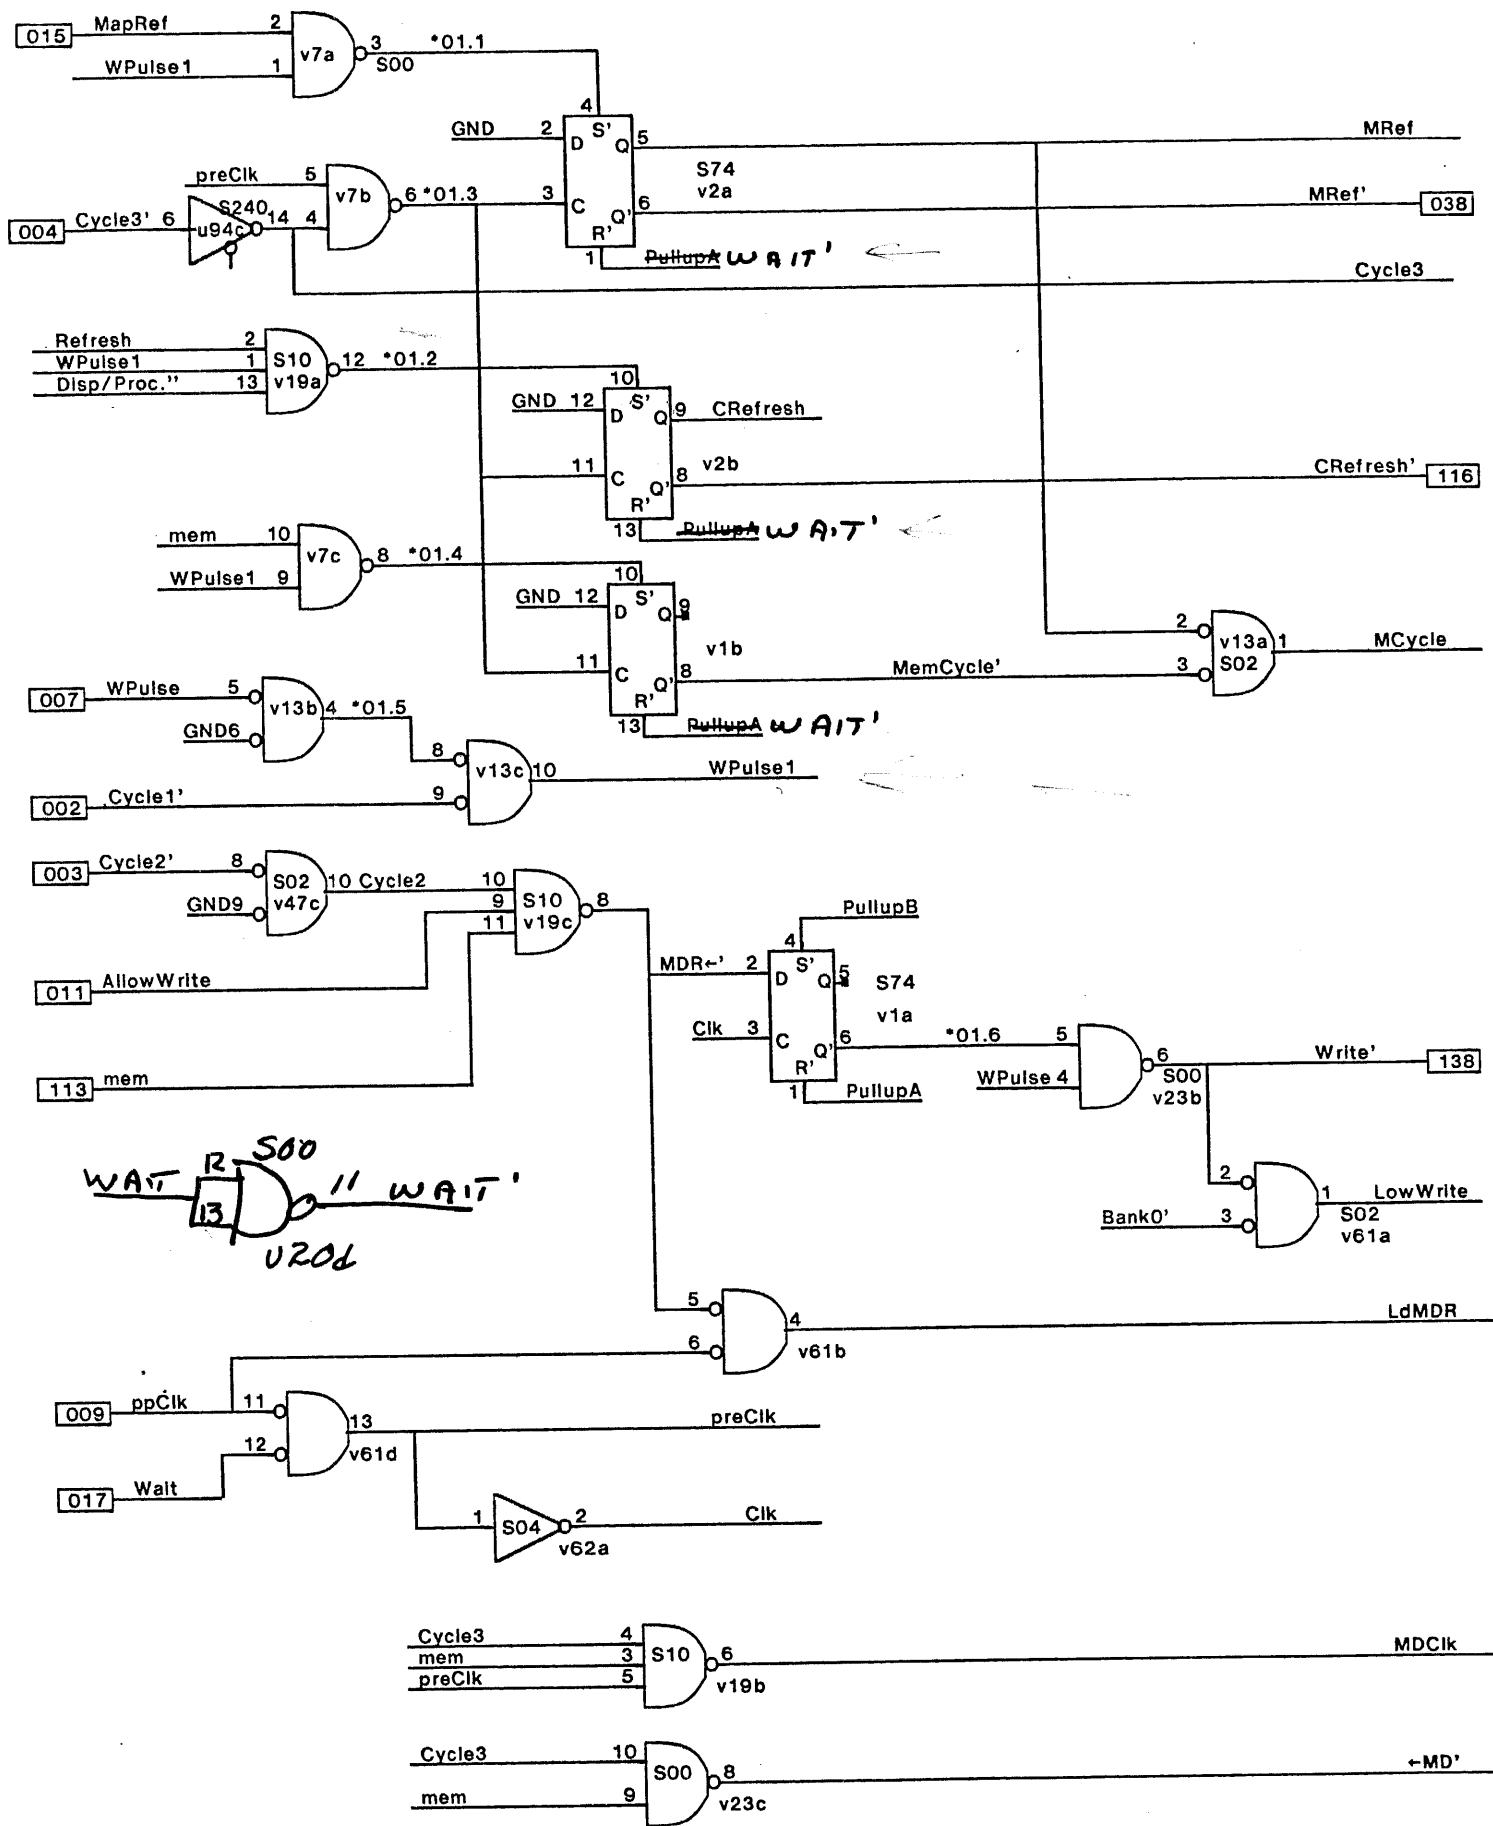 015 MapRef 2
v7a 3 *01.1
S00
WPulse1 1
4
GND 2 D S' Q 5 MRef
S74
v2a
preClk 5
v7b 6 *01.3 3 C Q' 6 MRef' 038
004 Cycle3' 6 S240 14 4
u94c
R'
1 PullupA WAIT'
Cycle3
Refresh 2
WPulse1 1 S10 12 *01.2
Disp/Proc.'' 13 v19a
10
GND 12 D S' Q 9 CRefresh
v2b
11 C Q' 8 CRefresh' 116
R'
13 PullupA WAIT'
mem 10
v7c 8 *01.4
WPulse1 9
10
GND 12 D S' Q 9
v1b
2 v13a 1 MCycle
11 C Q' 8 MemCycle' 3 S02
R'
13 PullupA WAIT'
007 WPulse 5
v13b 4 *01.5
GND6
8
v13c 10 WPulse1
002 Cycle1' 9
003 Cycle2' 8
S02 10 Cycle2 10
GND9 v47c
9 S10 8
11 v19c
011 AllowWrite
PullupB
4
MDR←' 2 D S' Q 5 S74
v1a
Clk 3 C Q' 6 *01.6 5
R'
1 PullupA
WPulse 4
6 Write' 138
S00
v23b
113 mem
WAIT 12 S00 11 WAIT'
13
v20d
2
1 LowWrite
Bank0' 3 S02
v61a
5
4 LdMDR
6 v61b
009 ppClk 11
13 preClk
12 v61d
017 Wait
1 S04 2 Clk
v62a
Cycle3 4
mem 3 S10 6 MDClk
preClk 5 v19b
Cycle3 10
S00 8 ←MD'
mem 9 v23c